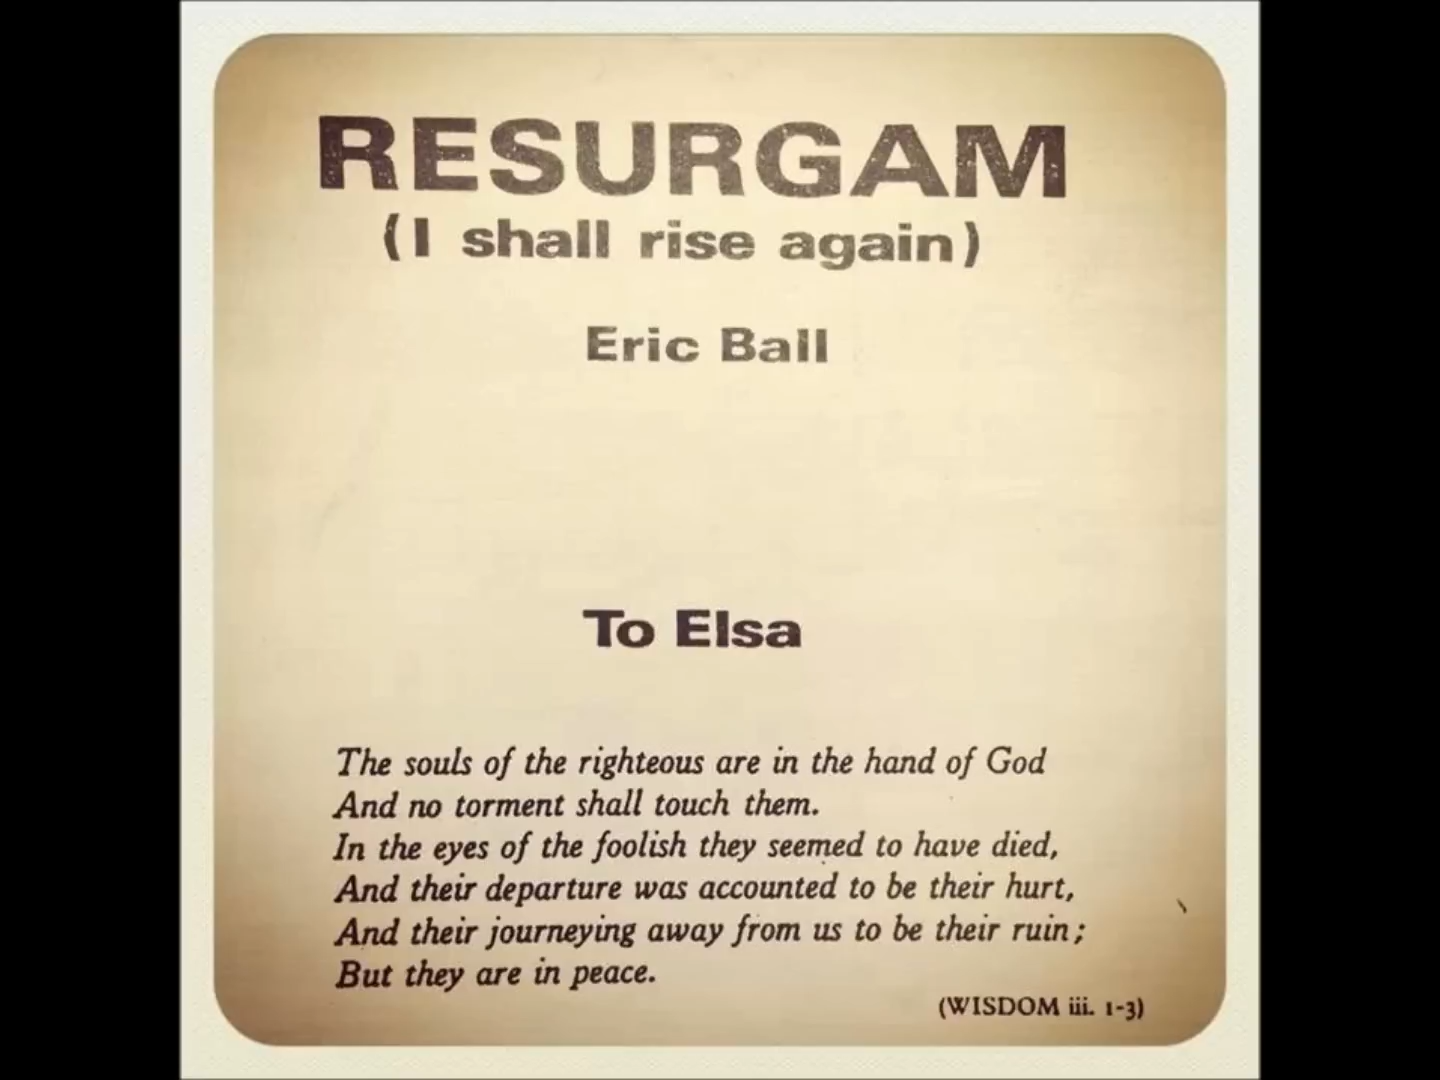 RESURGAM
(I shall rise again)
Eric Ball
To Elsa
The souls of the righteous are in the hand of God
And no torment shall touch them.
In the eyes of the foolish they seemed to have died,
And their departure was accounted to be their hurt,
And their journeying away from us to be their ruin;
But they are in peace.
(WISDOM iii. 1-3)